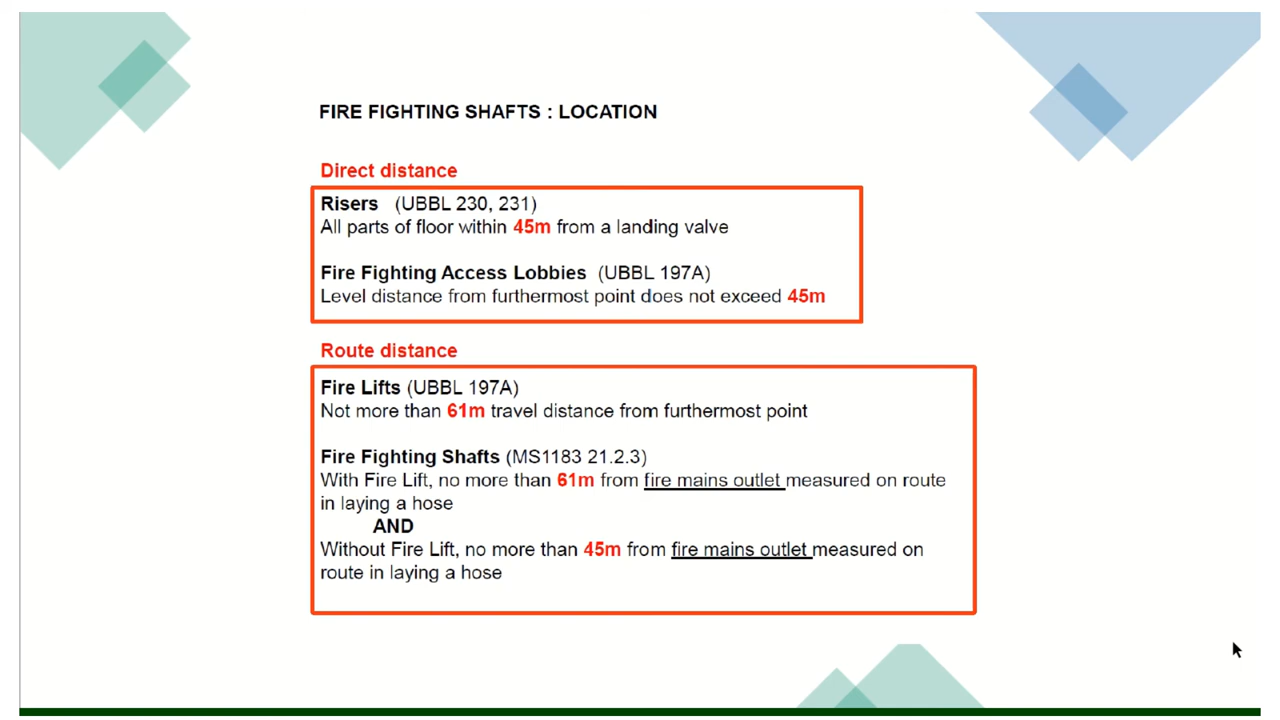 FIRE FIGHTING SHAFTS : LOCATION
Direct distance
Risers (UBBL 230, 231)
All parts of floor within 45m from a landing valve
Fire Fighting Access Lobbies (UBBL 197A)
Level distance from furthermost point does not exceed 45m
Route distance
Fire Lifts (UBBL 197A)
Not more than 61m travel distance from furthermost point
Fire Fighting Shafts (MS1183 21.2.3)
With Fire Lift, no more than 61m from fire mains outlet measured on route
in laying a hose
AND
Without Fire Lift, no more than 45m from fire mains outlet measured on
route in laying a hose